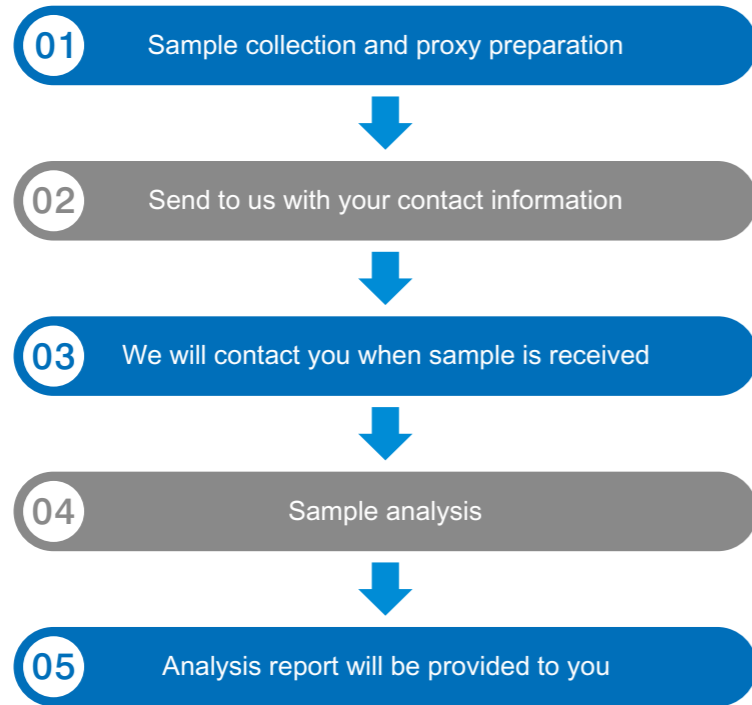 01 Sample collection and proxy preparation
02 Send to us with your contact information
03 We will contact you when sample is received
04 Sample analysis
05 Analysis report will be provided to you